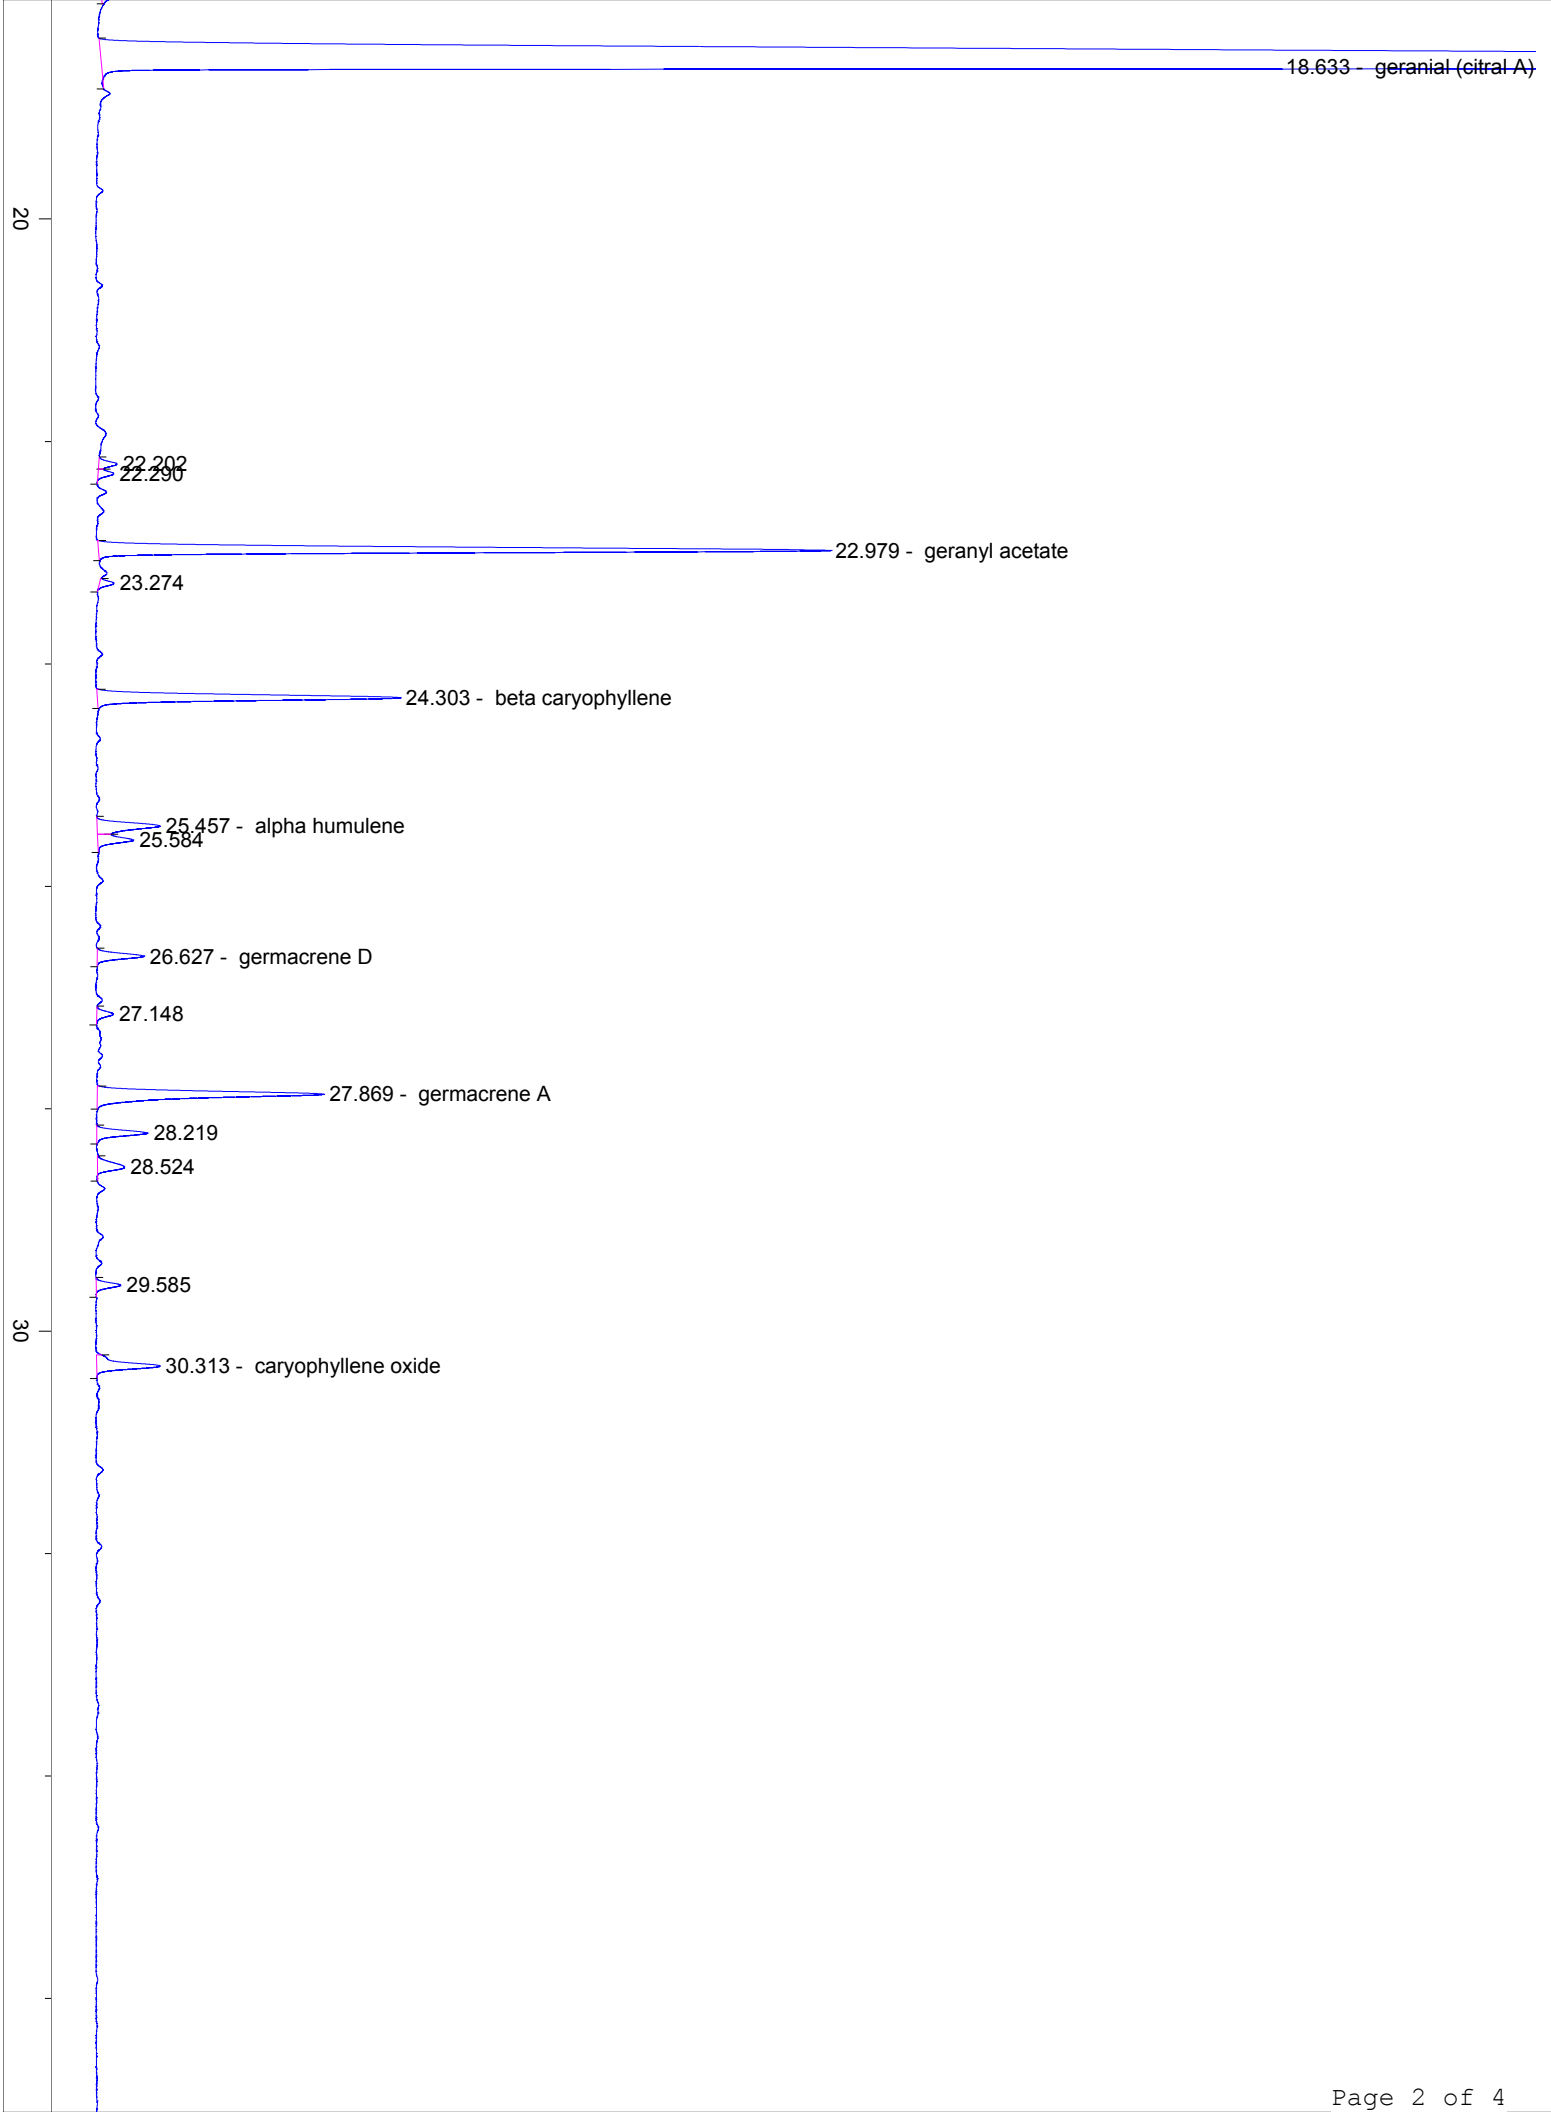 18.633 - geranial (citral A)
20
22.202
22.290
22.979 - geranyl acetate
23.274
24.303 - beta caryophyllene
25.457 - alpha humulene
25.584
26.627 - germacrene D
27.148
27.869 - germacrene A
28.219
28.524
29.585
30
30.313 - caryophyllene oxide
Page 2 of 4